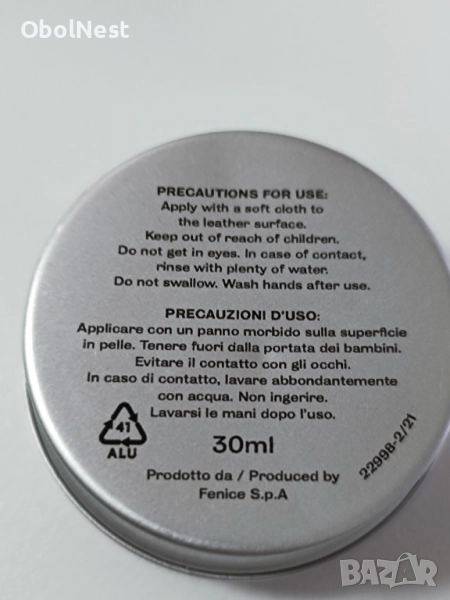 ObolNest
PRECAUTIONS FOR USE:
Apply with a soft cloth to
the leather surface.
Keep out of reach of children.
Do not get in eyes. In case of contact,
rinse with plenty of water.
Do not swallow. Wash hands after use.
PRECAUZIONI D'USO:
Applicare con un panno morbido sulla superficie
in pelle. Tenere fuori dalla portata dei bambini.
Evitare il contatto con gli occhi.
In caso di contatto, lavare abbondantemente
con acqua. Non ingerire.
Lavarsi le mani dopo l'uso.
41
ALU
30ml
22998-2/21
Prodotto da / Produced by
Fenice S.p.A
BAZAR